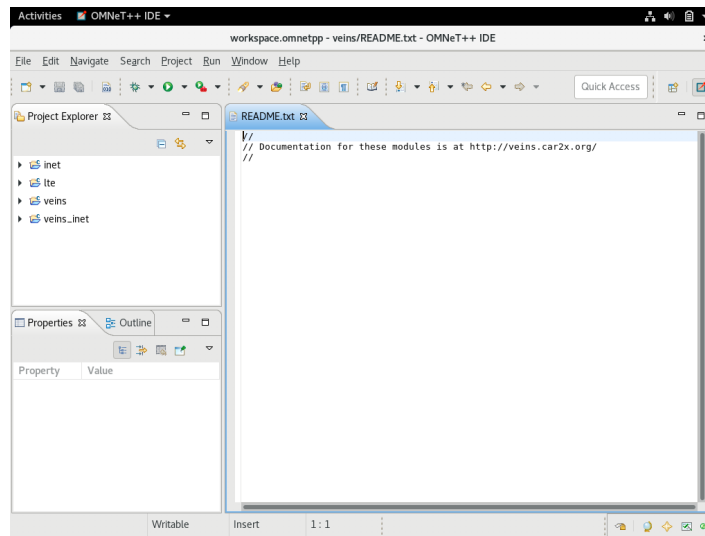 Activities OMNeT++ IDE
workspace.omnetpp - veins/README.txt - OMNeT++ IDE
File Edit Navigate Search Project Run Window Help
Quick Access
Project Explorer
README.txt
inet
lte
veins
veins_inet
//
// Documentation for these modules is at http://veins.car2x.org/
//
Properties Outline
Property Value
Writable Insert 1 : 1